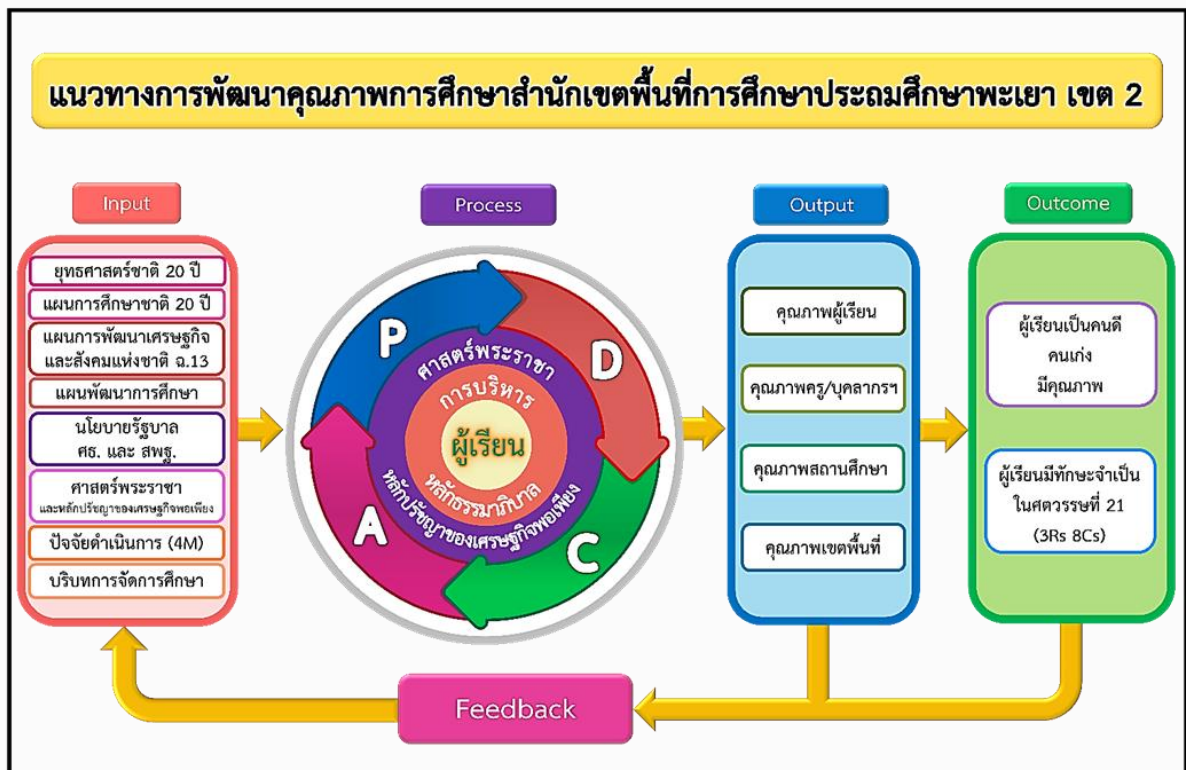 แนวทางการพัฒนาคุณภาพการศึกษาสำนักเขตพื้นที่การศึกษาประถมศึกษาพะเยา เขต 2
Input
ยุทธศาสตร์ชาติ 20 ปี
แผนการศึกษาชาติ 20 ปี
แผนการพัฒนาเศรษฐกิจ
และสังคมแห่งชาติ ฉ.13
แผนพัฒนาการศึกษา
นโยบายรัฐบาล
ศธ. และ สพฐ.
ศาสตร์พระราชา
และหลักปรัชญาของเศรษฐกิจพอเพียง
ปัจจัยดำเนินการ (4M)
บริบทการจัดการศึกษา
Process
P
D
C
A
ศาสตร์พระราชา
หลักปรัชญาของเศรษฐกิจพอเพียง
การบริหาร
หลักธรรมาภิบาล
ผู้เรียน
Output
คุณภาพผู้เรียน
คุณภาพครู/บุคลากรฯ
คุณภาพสถานศึกษา
คุณภาพเขตพื้นที่
Outcome
ผู้เรียนเป็นคนดี
คนเก่ง
มีคุณภาพ
ผู้เรียนมีทักษะจำเป็น
ในศตวรรษที่ 21
(3Rs 8Cs)
Feedback